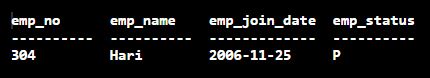 emp_no emp_name emp_join_date emp_status
---------- ---------- ------------- ----------
304 Hari 2006-11-25 P